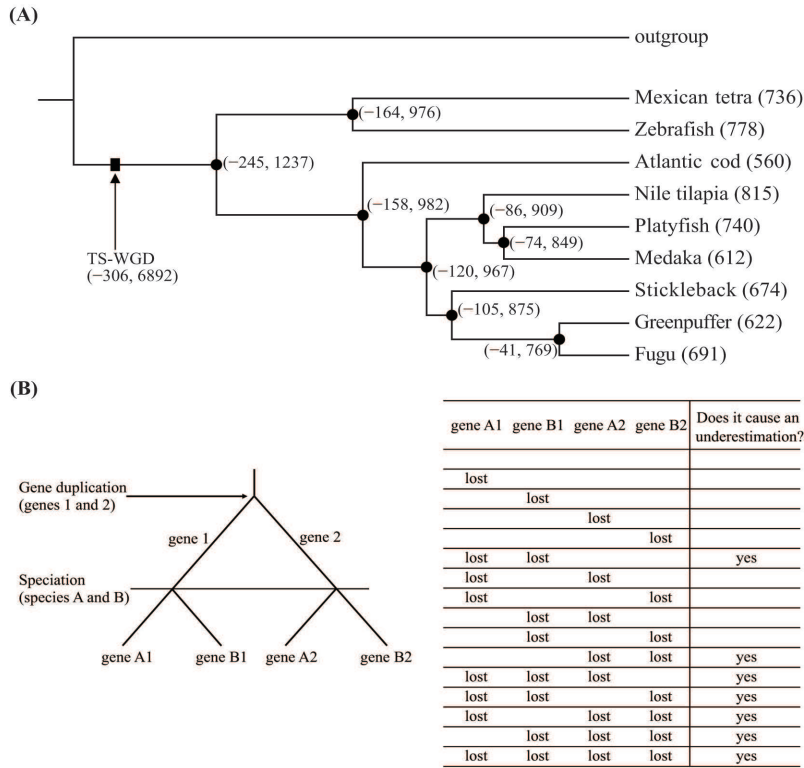 (A)
outgroup
Mexican tetra (736)
(−164, 976)
Zebrafish (778)
(−245, 1237)
Atlantic cod (560)
Nile tilapia (815)
(−158, 982)
(−86, 909)
Platyfish (740)
(−74, 849)
TS-WGD
(−306, 6892)
Medaka (612)
(−120, 967)
Stickleback (674)
(−105, 875)
Greenpuffer (622)
(−41, 769)
Fugu (691)
(B)
Gene duplication
(genes 1 and 2)
gene 1
gene 2
Speciation
(species A and B)
gene A1 gene B1 gene A2 gene B2
gene A1 gene B1 gene A2 gene B2 Does it cause an
underestimation?
lost
lost
lost
lost
lost lost yes
lost lost
lost lost
lost lost
lost lost
lost lost yes
lost lost lost yes
lost lost lost yes
lost lost lost yes
lost lost lost yes
lost lost lost lost yes